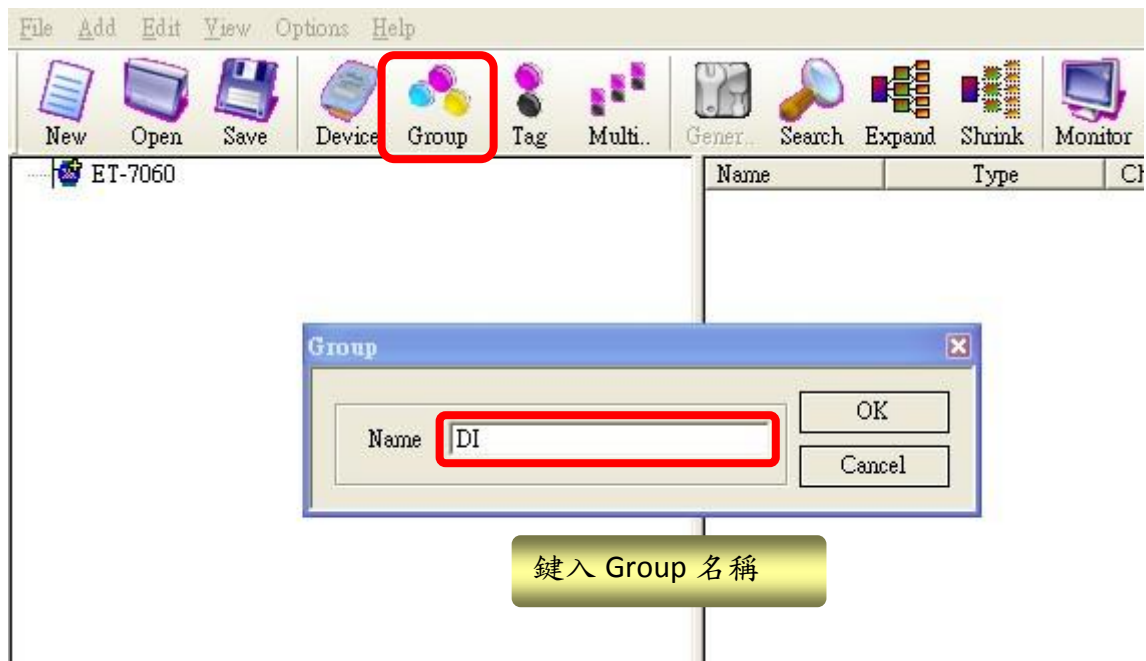 File Add Edit View Options Help
New Open Save Device Group Tag Multi.. Gener.. Search Expand Shrink Monitor
ET-7060
Name Type
Group
Name DI
OK
Cancel
鍵入 Group 名稱